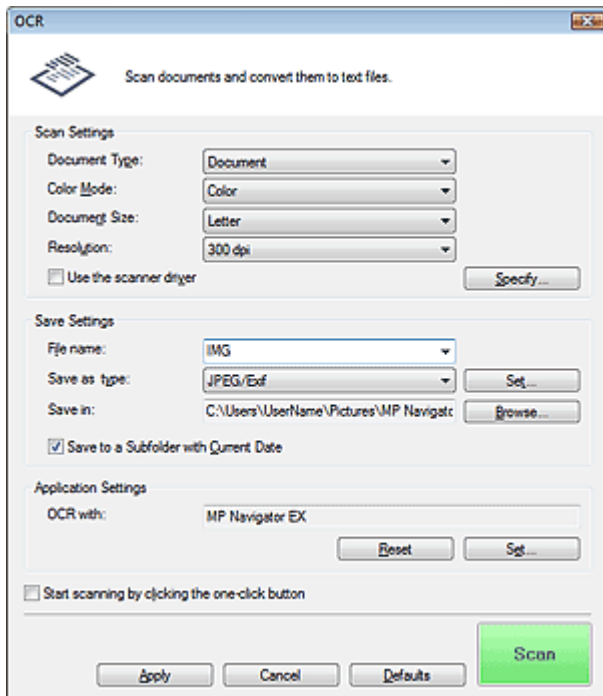 OCR
Scan documents and convert them to text files.
Scan Settings
Document Type: Document
Color Mode: Color
Document Size: Letter
Resolution: 300 dpi
Use the scanner driver Specify...
Save Settings
File name: IMG
Save as type: JPEG/Exif Set...
Save in: C:\Users\UserName\Pictures\MP Navigatc Browse...
Save to a Subfolder with Current Date
Application Settings
OCR with: MP Navigator EX
Reset Set...
Start scanning by clicking the one-click button
Scan
Apply Cancel Defaults